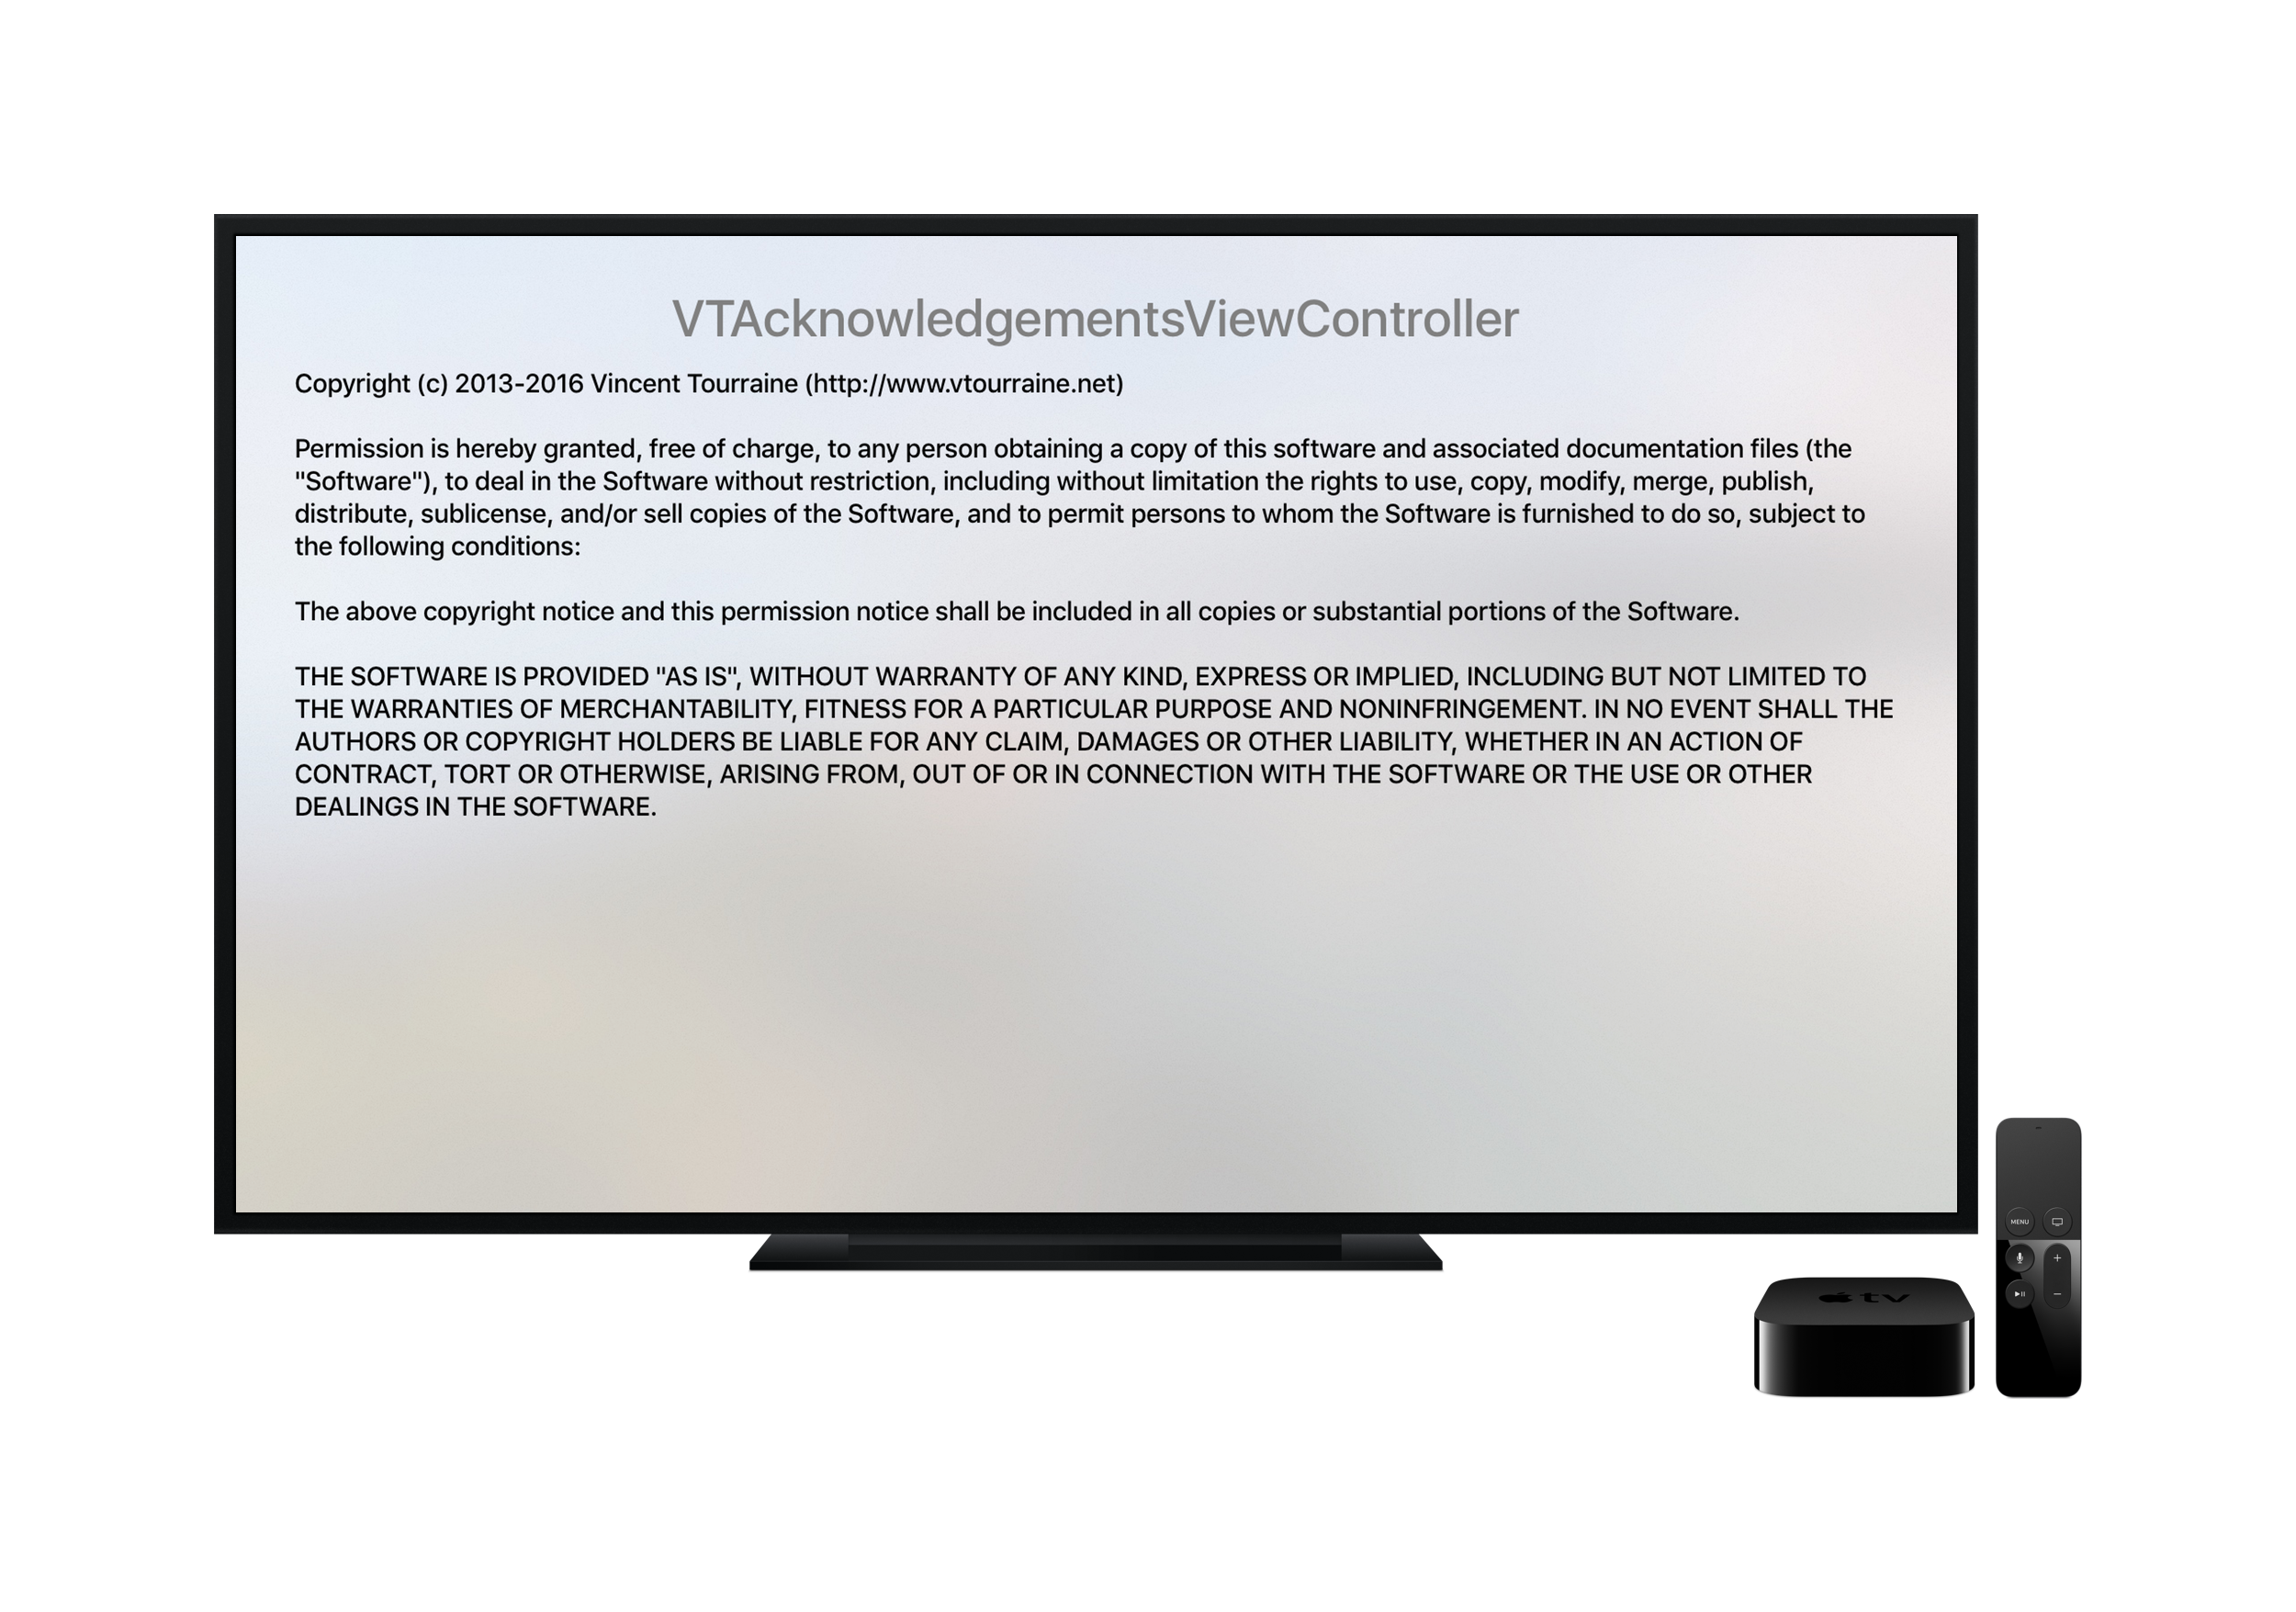 VTAcknowledgementsViewController
Copyright (c) 2013-2016 Vincent Tourraine (http://www.vtourraine.net)
Permission is hereby granted, free of charge, to any person obtaining a copy of this software and associated documentation files (the
"Software"), to deal in the Software without restriction, including without limitation the rights to use, copy, modify, merge, publish,
distribute, sublicense, and/or sell copies of the Software, and to permit persons to whom the Software is furnished to do so, subject to
the following conditions:
The above copyright notice and this permission notice shall be included in all copies or substantial portions of the Software.
THE SOFTWARE IS PROVIDED "AS IS", WITHOUT WARRANTY OF ANY KIND, EXPRESS OR IMPLIED, INCLUDING BUT NOT LIMITED TO
THE WARRANTIES OF MERCHANTABILITY, FITNESS FOR A PARTICULAR PURPOSE AND NONINFRINGEMENT. IN NO EVENT SHALL THE
AUTHORS OR COPYRIGHT HOLDERS BE LIABLE FOR ANY CLAIM, DAMAGES OR OTHER LIABILITY, WHETHER IN AN ACTION OF
CONTRACT, TORT OR OTHERWISE, ARISING FROM, OUT OF OR IN CONNECTION WITH THE SOFTWARE OR THE USE OR OTHER
DEALINGS IN THE SOFTWARE.
MENU
tv